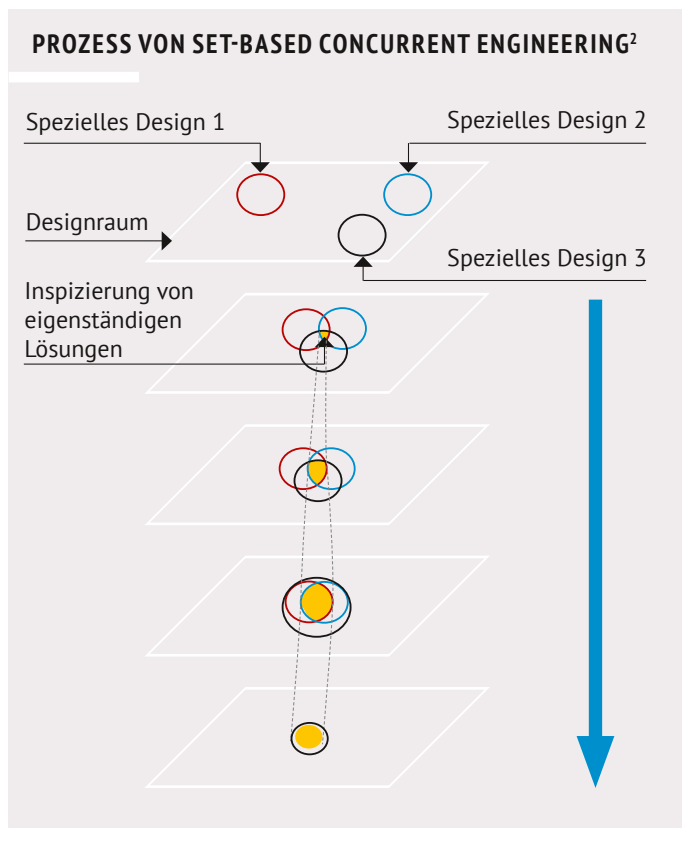 PROZESS VON SET-BASED CONCURRENT ENGINEERING²
Spezielles Design 1
Spezielles Design 2
Designraum
Spezielles Design 3
Inspizierung von
eigenständigen
Lösungen